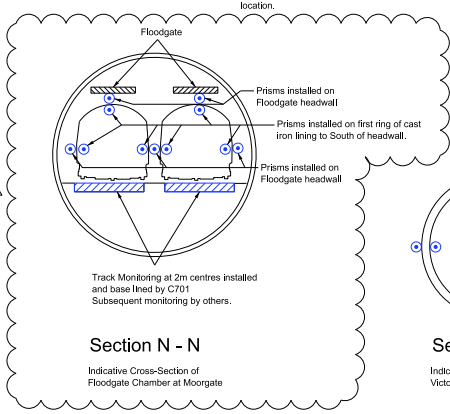 location.
Floodgate
Prisms installed on
Floodgate headwall
Prisms installed on first ring of cast
iron lining to South of headwall.
Prisms installed on
Floodgate headwall
Track Monitoring at 2m centres installed
and base lined by C701
Subsequent monitoring by others.
Section N - N
Indicative Cross-Section of
Floodgate Chamber at Moorgate
Se
Indic
Victo